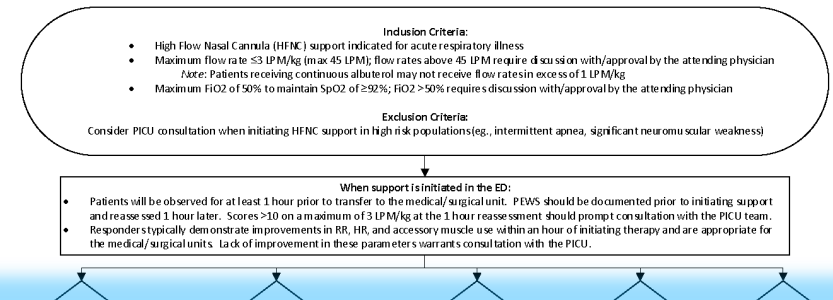 Inclusion Criteria:
• High Flow Nasal Cannula (HFNC) support indicated for acute respiratory illness
• Maximum flow rate ≤3 LPM/kg (max 45 LPM); flow rates above 45 LPM require discussion with/approval by the attending physician
Note: Patients receiving continuous albuterol may not receive flow rates in excess of 1 LPM/kg
• Maximum FiO2 of 50% to maintain SpO2 of ≥92%; FiO2 >50% requires discussion with/approval by the attending physician
Exclusion Criteria:
Consider PICU consultation when initiating HFNC support in high risk populations (eg., intermittent apnea, significant neuromuscular weakness)
When support is initiated in the ED:
• Patients will be observed for at least 1 hour prior to transfer to the medical/surgical unit. PEWS should be documented prior to initiating support
and reassessed 1 hour later. Scores >10 on a maximum of 3 LPM/kg at the 1 hour reassessment should prompt consultation with the PICU team.
• Responders typically demonstrate improvements in RR, HR, and accessory muscle use within an hour of initiating therapy and are appropriate for
the medical/surgical units. Lack of improvement in these parameters warrants consultation with the PICU.